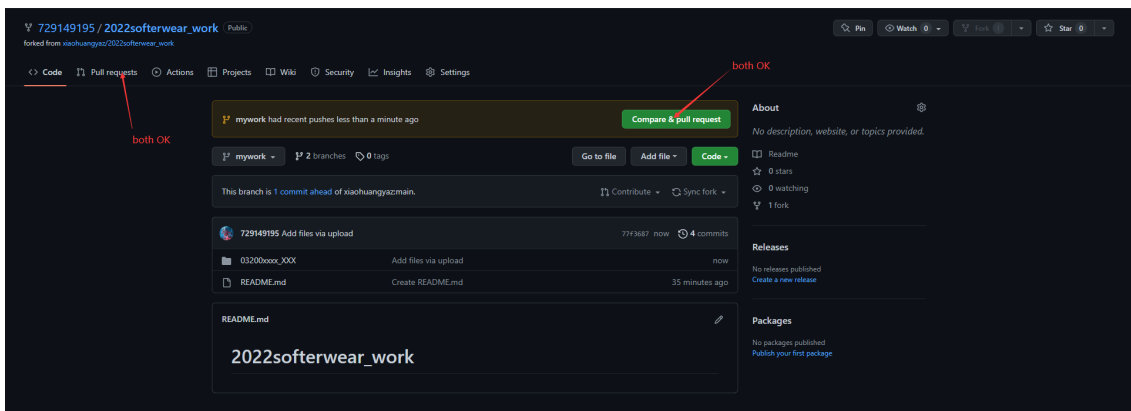 729149195 / 2022softerwear_work Public
Pin Watch 0 Fork 1 Star 0
forked from xiaohuangyaz/2022softerwear_work
both OK
<> Code Pull requests Actions Projects Wiki Security Insights Settings
both OK
mywork had recent pushes less than a minute ago Compare & pull request
mywork 2 branches 0 tags Go to file Add file Code
This branch is 1 commit ahead of xiaohuangyaz:main. Contribute Sync fork
729149195 Add files via upload 77f3687 now 4 commits
03200xxxx_XXX Add files via upload now
README.md Create README.md 35 minutes ago
README.md
2022softerwear_work
About
No description, website, or topics provided.
Readme
0 stars
0 watching
1 fork
Releases
No releases published
Create a new release
Packages
No packages published
Publish your first package